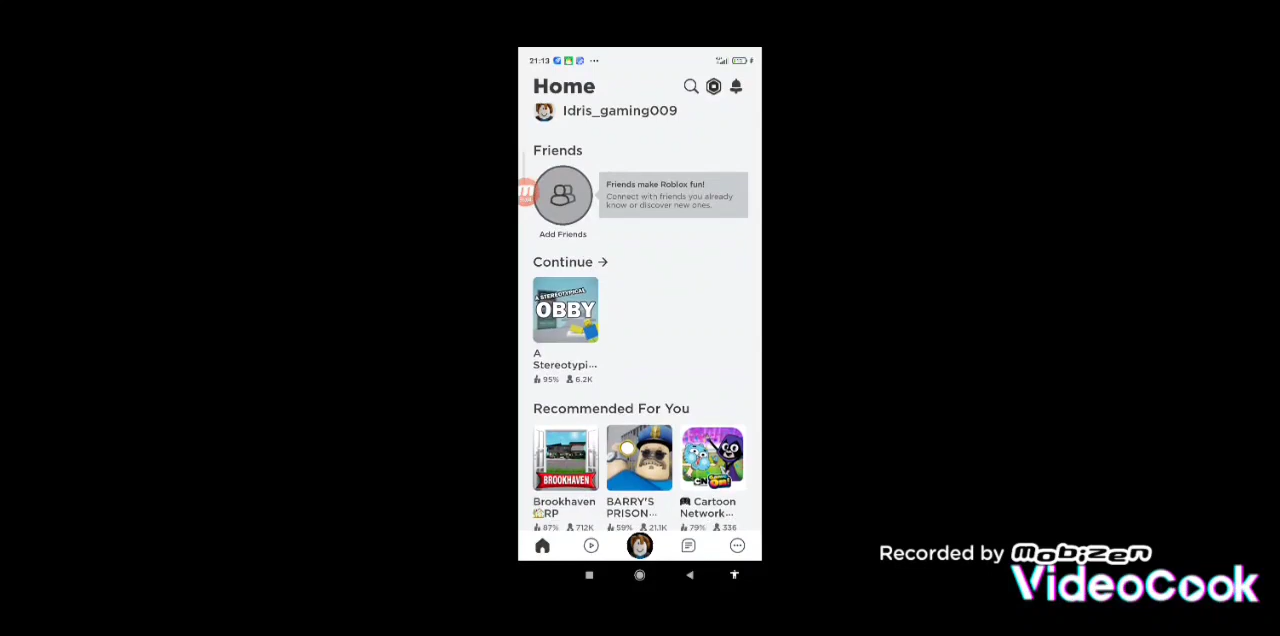 21:13
Home
Idris_gaming009
Friends
Friends make Roblox fun!
Connect with friends you already
know or discover new ones.
Add Friends
Continue →
A STEREOTYPICAL
OBBY
A
Stereotypi...
95% 6.2K
Recommended For You
BROOKHAVEN
CN
Brookhaven
RP
87% 712K
BARRY'S
PRISON...
59% 21.1K
Cartoon
Network...
79% 336
Recorded by Mobizen
VideoCook